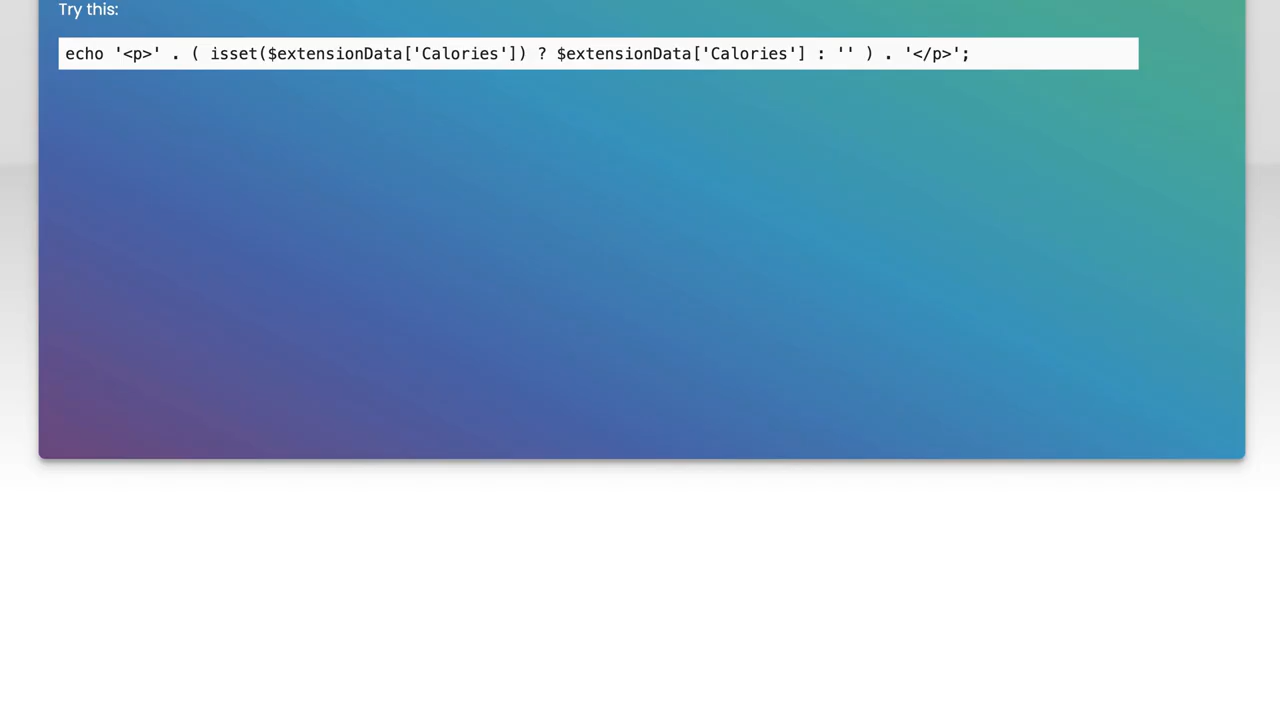 Try this:
echo '<p>' . ( isset($extensionData['Calories']) ? $extensionData['Calories'] : '' ) . '</p>';